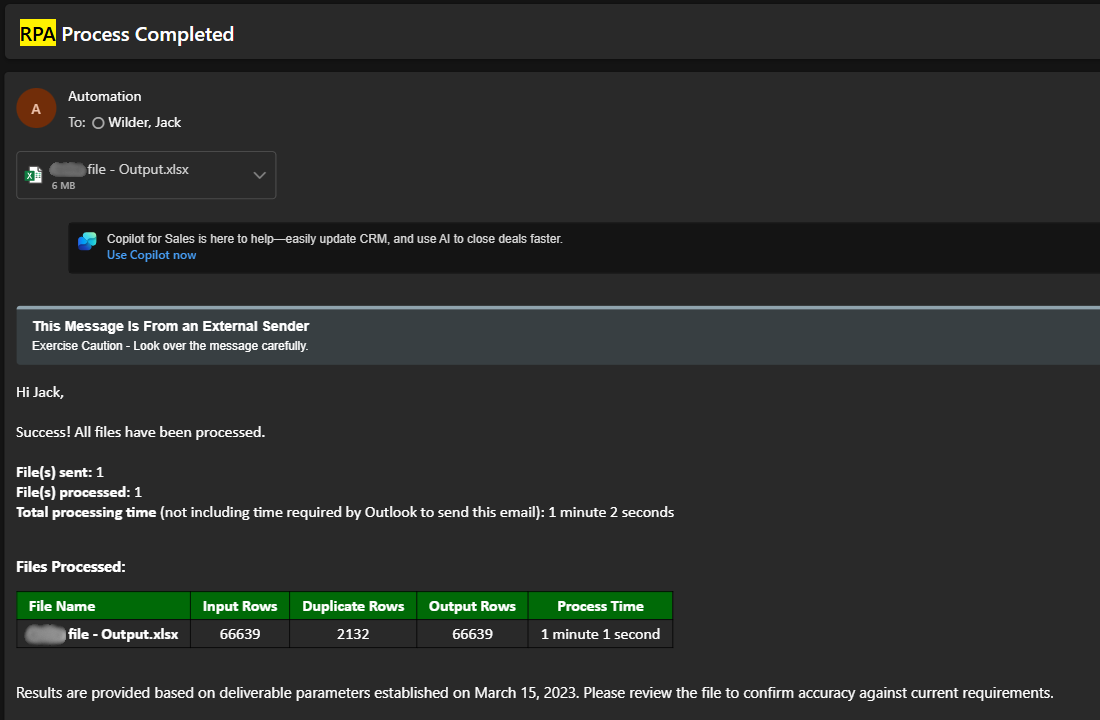 RPA Process Completed
A
Automation
To: Wilder, Jack
file - Output.xlsx
6 MB
Copilot for Sales is here to help—easily update CRM, and use AI to close deals faster.
Use Copilot now
This Message Is From an External Sender
Exercise Caution - Look over the message carefully.
Hi Jack,
Success! All files have been processed.
File(s) sent: 1
File(s) processed: 1
Total processing time (not including time required by Outlook to send this email): 1 minute 2 seconds
Files Processed:
File Name Input Rows Duplicate Rows Output Rows Process Time
file - Output.xlsx 66639 2132 66639 1 minute 1 second
Results are provided based on deliverable parameters established on March 15, 2023. Please review the file to confirm accuracy against current requirements.